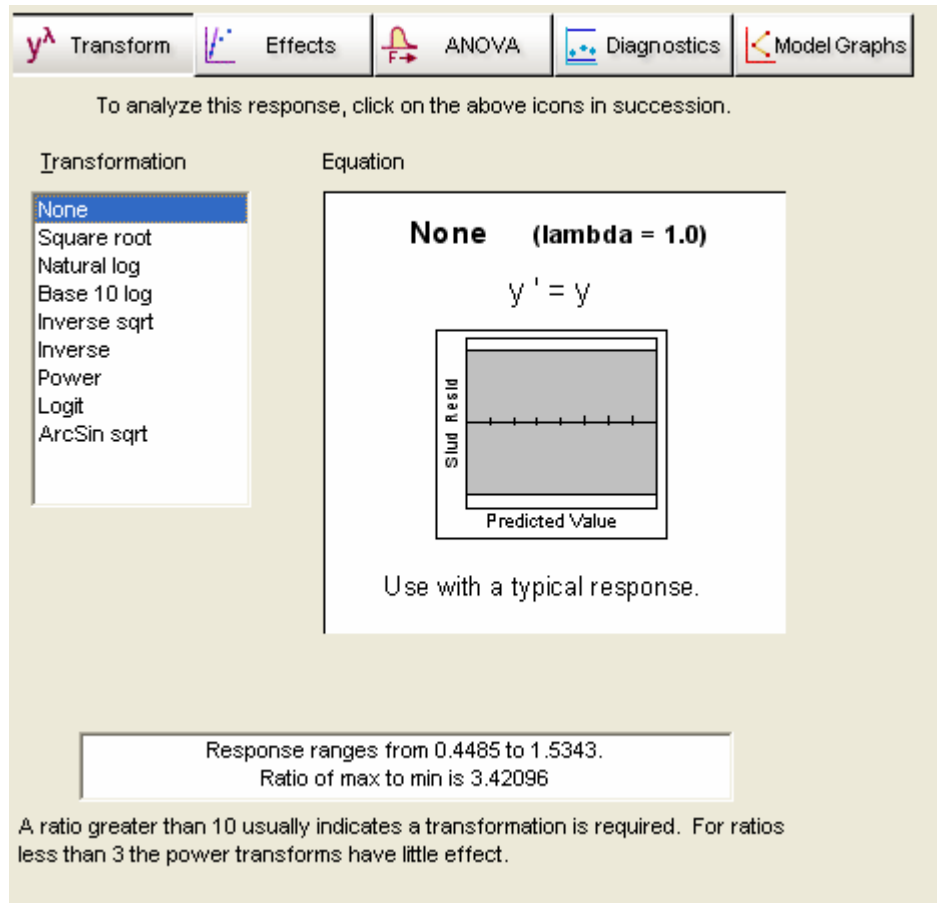 yλ Transform Effects F→ ANOVA Diagnostics Model Graphs
To analyze this response, click on the above icons in succession.
Transformation
None
Square root
Natural log
Base 10 log
Inverse sqrt
Inverse
Power
Logit
ArcSin sqrt
Equation
None (lambda = 1.0)
y ' = y
Stud Resid
Predicted Value
Use with a typical response.
Response ranges from 0.4485 to 1.5343.
Ratio of max to min is 3.42096
A ratio greater than 10 usually indicates a transformation is required. For ratios
less than 3 the power transforms have little effect.